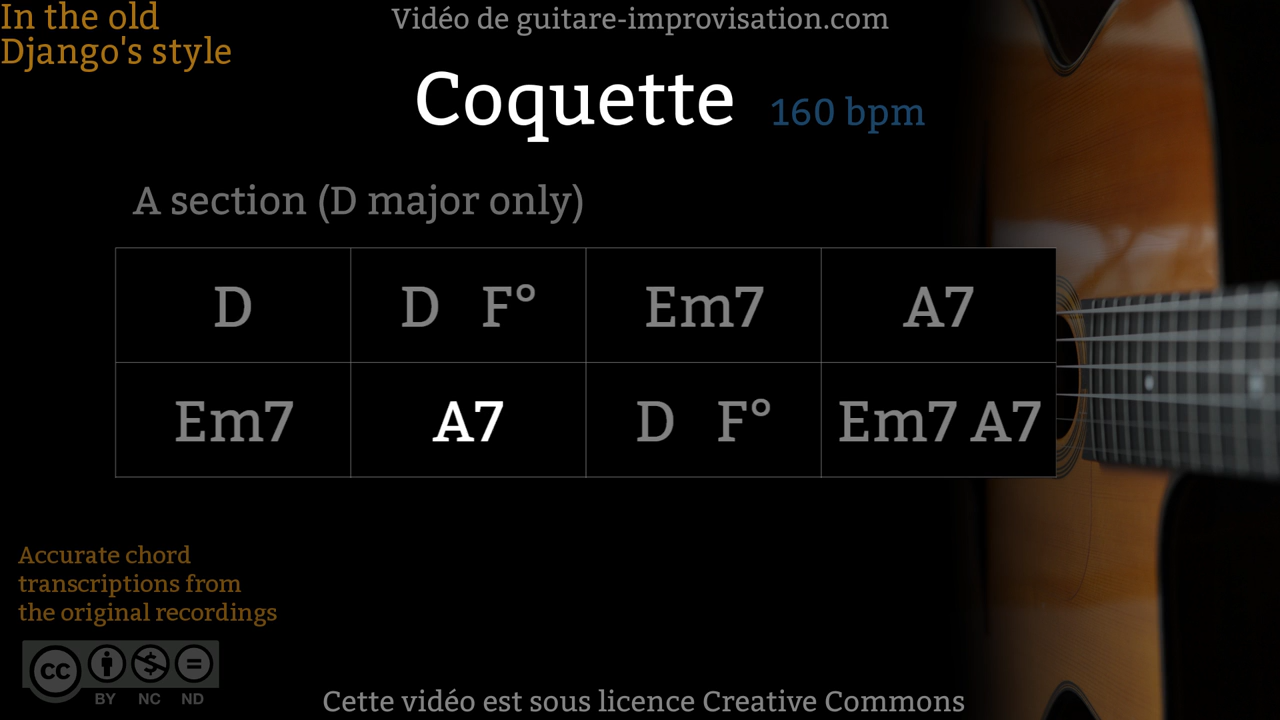 In the old
Django's style
Vidéo de guitare-improvisation.com
Coquette 160 bpm
A section (D major only)
D D F° Em7 A7
Em7 A7 D F° Em7 A7
Accurate chord
transcriptions from
the original recordings
cc
BY NC ND
Cette vidéo est sous licence Creative Commons